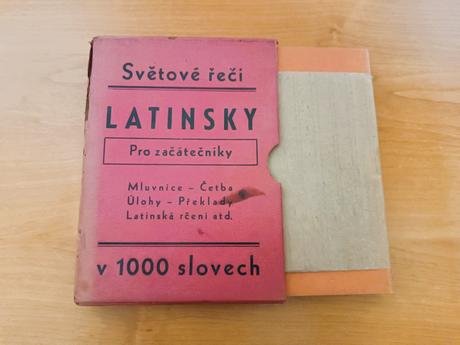 Světové řeči
LATINSKY
Pro začátečníky
Mluvnice – Četba
Úlohy – Překlady
Latinská rčení atd.
v 1000 slovech